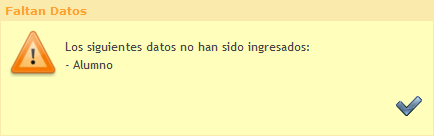 Faltan Datos
Los siguientes datos no han sido ingresados:
- Alumno